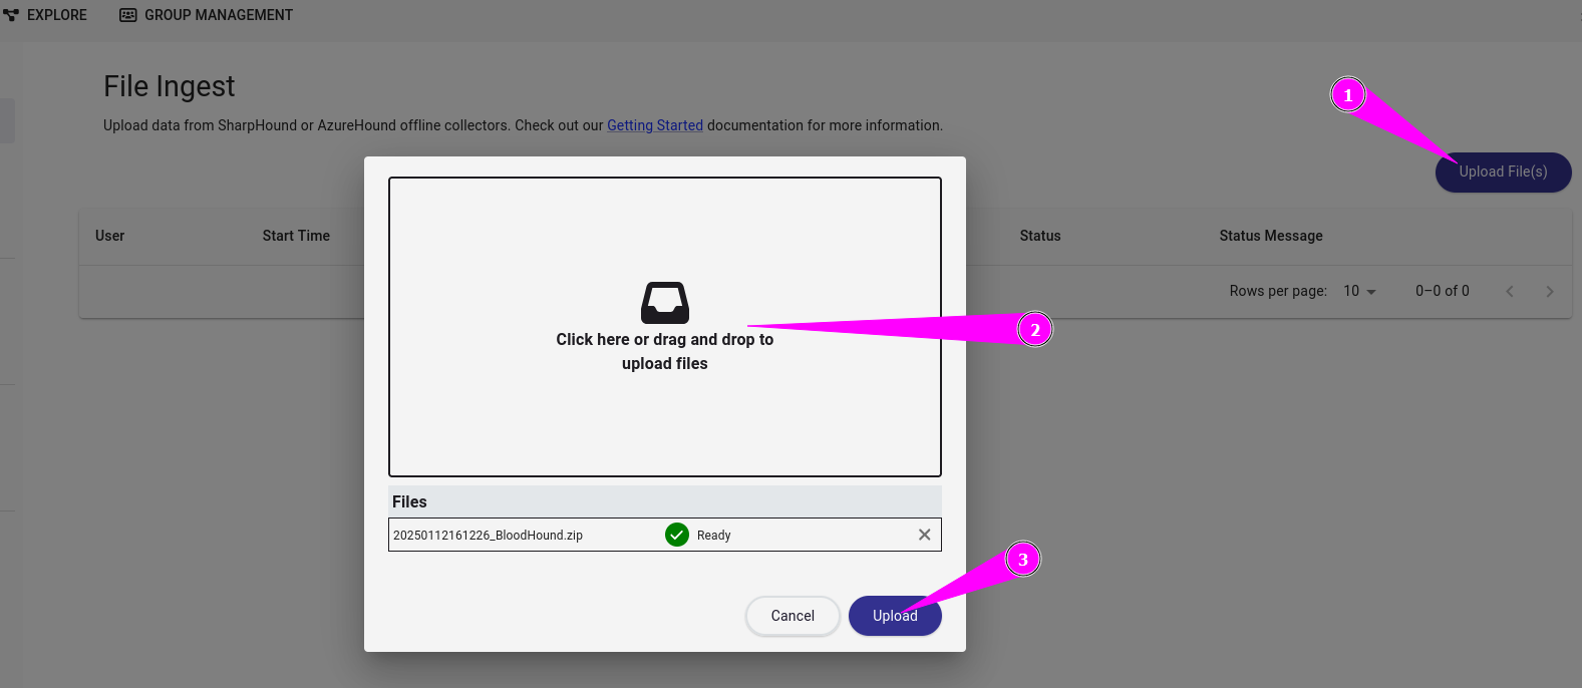 EXPLORE GROUP MANAGEMENT
File Ingest
1
Upload data from SharpHound or AzureHound offline collectors. Check out our Getting Started documentation for more information.
Upload File(s)
User Start Time Status Status Message
Rows per page: 10 0–0 of 0
2
Click here or drag and drop to
upload files
Files
20250112161226_BloodHound.zip Ready
3
Cancel Upload